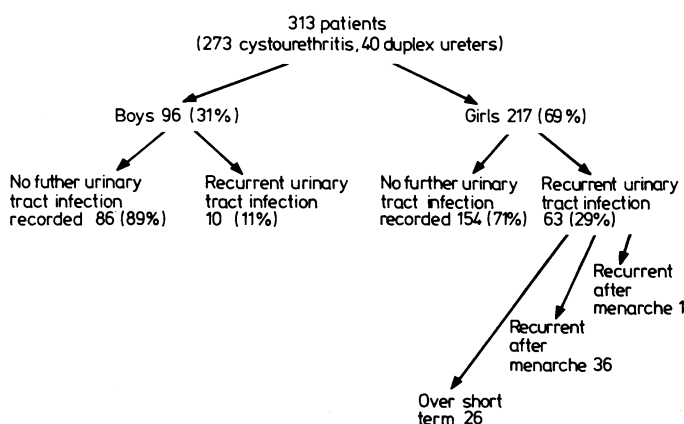 313 patients
(273 cystourethritis, 40 duplex ureters)
Boys 96 (31%)
Girls 217 (69%)
No futher urinary
tract infection
recorded 86 (89%)
Recurrent urinary
tract infection
10 (11%)
No further urinary
tract infection
recorded 154 (71%)
Recurrent urinary
tract infection
63 (29%)
Recurrent
after
menarche 1
Recurrent
after
menarche 36
Over short
term 26